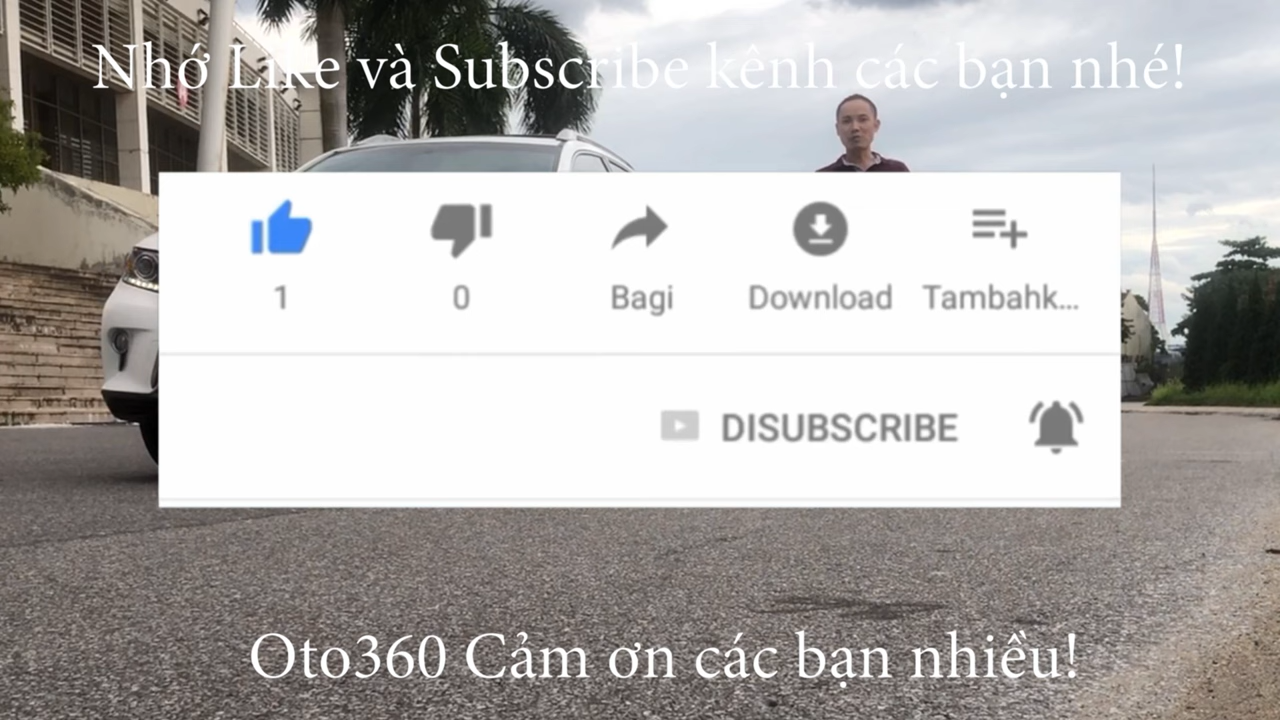 Nhớ Like và Subscribe kênh các bạn nhé!
1 0 Bagi Download Tambahk...
DISUBSCRIBE
Oto360 Cảm ơn các bạn nhiều!